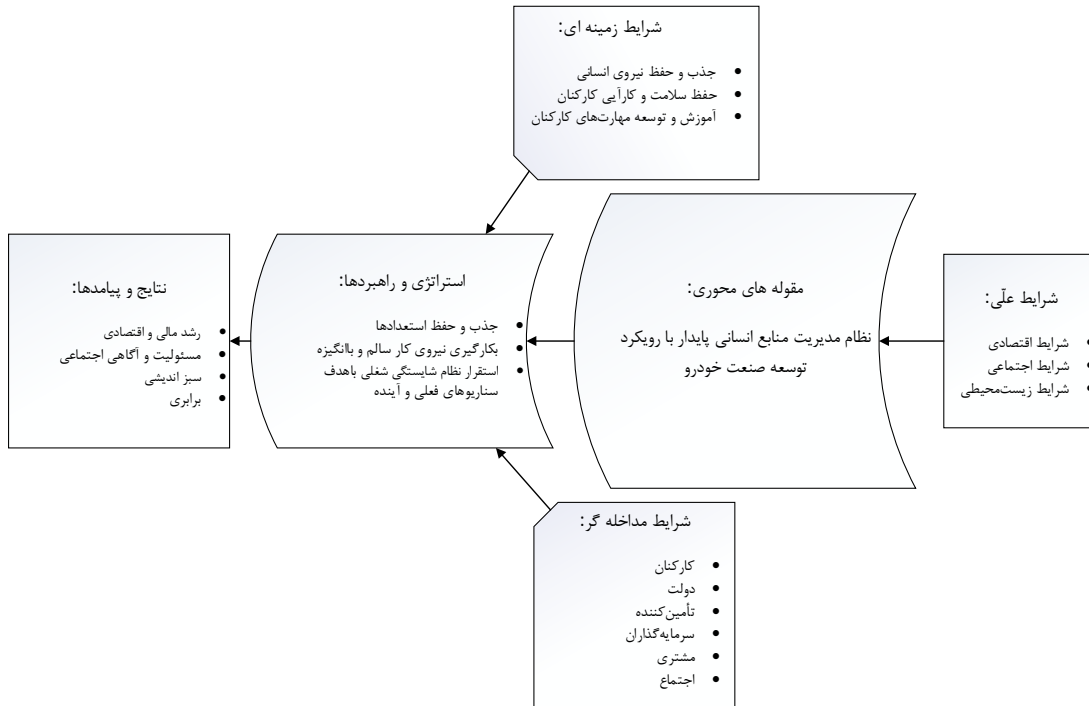 شرایط زمینه ای:
• جذب و حفظ نیروی انسانی
• حفظ سلامت و کارآیی کارکنان
• آموزش و توسعه مهارت‌های کارکنان
شرایط علّی:
• شرایط اقتصادی
• شرایط اجتماعی
• شرایط زیست‌محیطی
مقوله های محوری:
نظام مدیریت منابع انسانی پایدار با رویکرد
توسعه صنعت خودرو
استراتژی و راهبردها:
• جذب و حفظ استعدادها
• بکارگیری نیروی کار سالم و باانگیزه
• استقرار نظام شایستگی شغلی باهدف
سناریوهای فعلی و آینده
نتایج و پیامدها:
• رشد مالی و اقتصادی
• مسئولیت و آگاهی اجتماعی
• سبز اندیشی
• برابری
شرایط مداخله گر:
• کارکنان
• دولت
• تأمین‌کننده
• سرمایه‌گذاران
• مشتری
• اجتماع